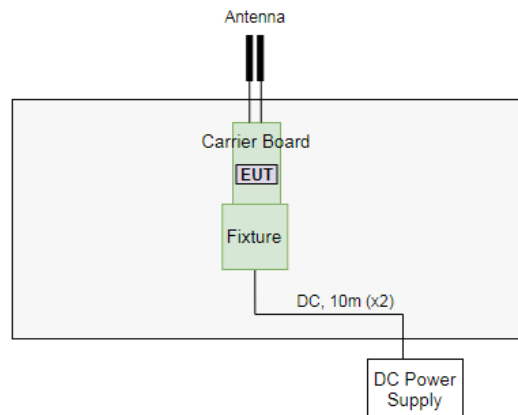 Antenna
Carrier Board
EUT
Fixture
DC, 10m (x2)
DC Power
Supply